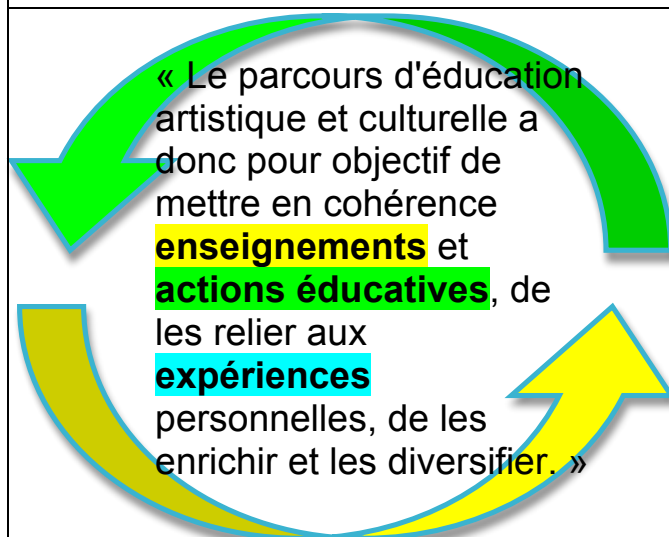 « Le parcours d'éducation
artistique et culturelle a
donc pour objectif de
mettre en cohérence
enseignements et
actions éducatives, de
les relier aux
expériences
personnelles, de les
enrichir et les diversifier. »